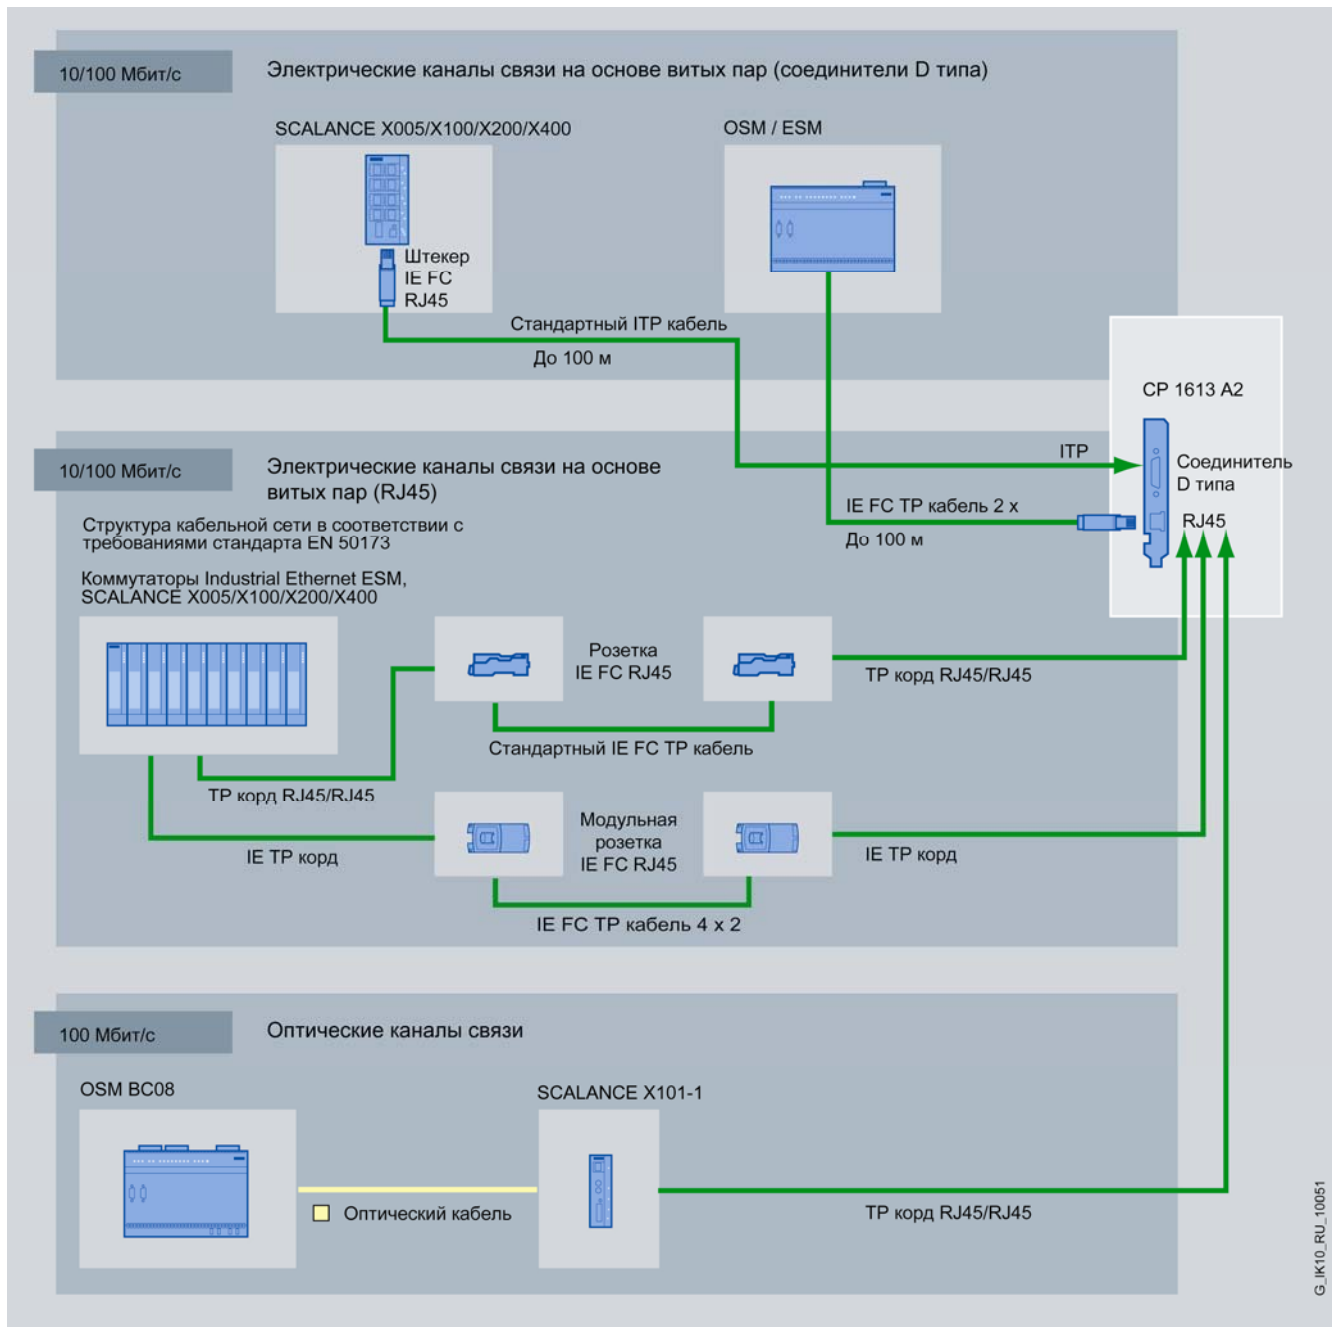 10/100 Мбит/с
Электрические каналы связи на основе витых пар (соединители D типа)
SCALANCE X005/X100/X200/X400
OSM / ESM
Штекер
IE FC
RJ45
Стандартный ITP кабель
До 100 м
CP 1613 A2
ITP
Соединитель
D типа
RJ45
IE FC TP кабель 2 x
До 100 м
10/100 Мбит/с
Электрические каналы связи на основе
витых пар (RJ45)
Структура кабельной сети в соответствии с
требованиями стандарта EN 50173
Коммутаторы Industrial Ethernet ESM,
SCALANCE X005/X100/X200/X400
Розетка
IE FC RJ45
TP корд RJ45/RJ45
Стандартный IE FC TP кабель
TP корд RJ45/RJ45
Модульная
розетка
IE FC RJ45
IE TP корд
IE TP корд
IE FC TP кабель 4 x 2
100 Мбит/с
Оптические каналы связи
OSM BC08
SCALANCE X101-1
Оптический кабель
TP корд RJ45/RJ45
G_IK10_RU_10051